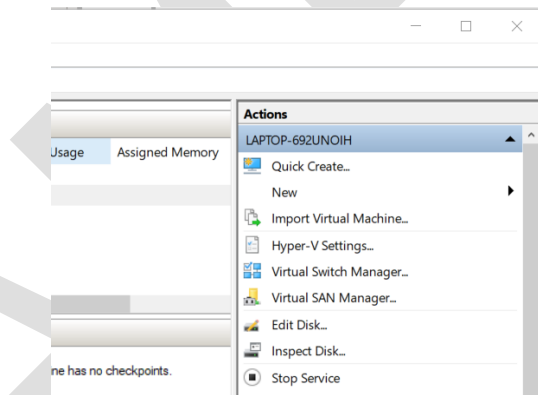 Actions
LAPTOP-692UNOIH
Usage Assigned Memory
Quick Create...
New
Import Virtual Machine...
Hyper-V Settings...
Virtual Switch Manager...
Virtual SAN Manager...
Edit Disk...
Inspect Disk...
ne has no checkpoints.
Stop Service